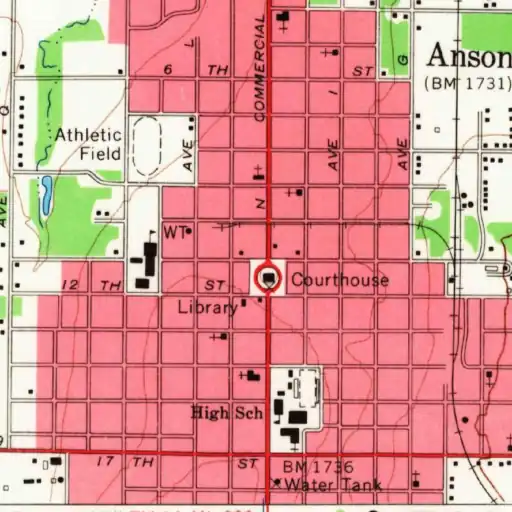 Anson
(BM 1731)
6 TH ST
COMMERCIAL
N
L AVE
I AVE
G AVE
Q AVE
Athletic
Field
WT
Courthouse
12 TH ST
Library
High Sch
17 TH ST
BM 1736
Water Tank